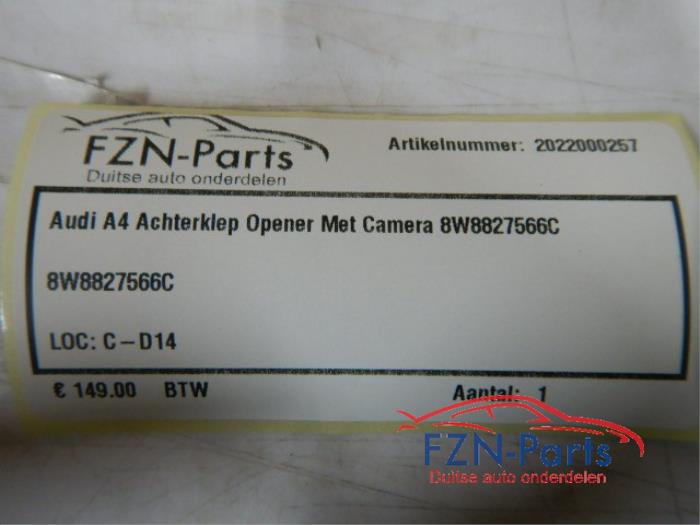 FZN-Parts
Duitse auto onderdelen
Artikelnummer: 2022000257
Audi A4 Achterklep Opener Met Camera 8W8827566C
8W8827566C
LOC: C-D14
€ 149.00 BTW
Aantal: 1
FZN-Parts
Duitse auto onderdelen